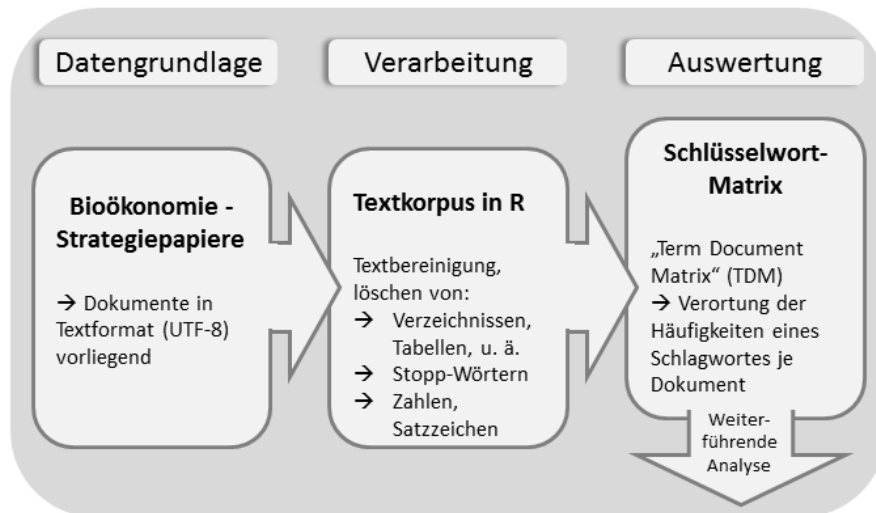 Datengrundlage
Verarbeitung
Auswertung
Bioökonomie -
Strategiepapiere
→ Dokumente in
Textformat (UTF-8)
vorliegend
Textkorpus in R
Textbereinigung,
löschen von:
→ Verzeichnissen,
Tabellen, u. ä.
→ Stopp-Wörtern
→ Zahlen,
Satzzeichen
Schlüsselwort-
Matrix
„Term Document
Matrix“ (TDM)
→ Verortung der
Häufigkeiten eines
Schlagwortes je
Dokument
Weiter-
führende
Analyse